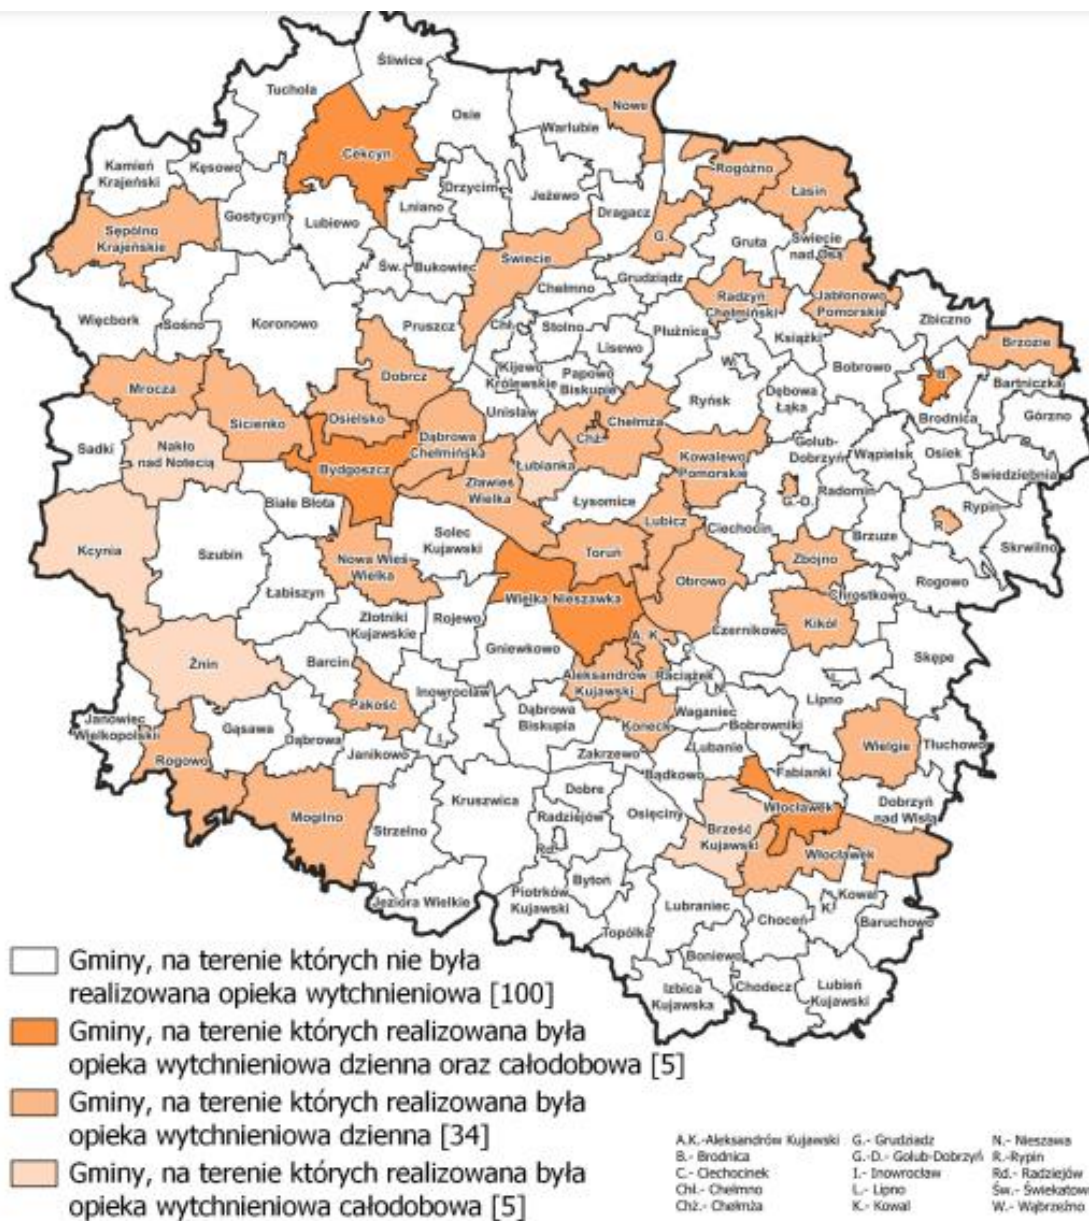 Śliwice
Tuchola
Osie
Nowe
Warlubie
Cekcyn
Kamień
Krajeński
Kęsowo
Rogóźno
Łasin
Drzycim
Jeżewo
Lniano
Dragacz
Gostycyn
Lubiewo
Sępólno
Krajeńskie
G.
Gruta
Świecie
nad Osą
Świecie
Św.
Bukowiec
Grudziądz
Chełmno
Radzyń
Chełmiński
Jabłonowo
Pomorskie
Więcbork
Sośno
Koronowo
Pruszcz
Chł.
Stolno
Płużnica
Zbiczno
Książki
Brzozie
Lisewo
Kijewo
Królewskie
Papowo
Biskupie
W.
Bobrowo
B.
Bartniczka
Mrocza
Dobrcz
Dębowa
Łąka
Ryńsk
Unisław
Brodnica
Górzno
Osielsko
Sicienko
Chełmża
Chż.
Dąbrowa
Chełmińska
Golub-
Dobrzyń
Sadki
Nakło
nad Notecią
Kowalewo
Pomorskie
Wąpielsk
Osiek
Bydgoszcz
Łubianka
Świedziebnia
Zławieś
Wielka
G.-D.
Radomin
Białe Błota
Łysomice
Rypin
Lubicz
Ciechocin
R.
Solec
Kujawski
Brzuze
Kcynia
Szubin
Toruń
Skrwilno
Nowa Wieś
Wielka
Zbójno
Obrowo
Rogowo
Łabiszyn
Wielka Nieszawka
Chrostkowo
Złotniki
Kujawskie
Rojewo
Kikół
A. K.
Czernikowo
Gniewkowo
C.
Skępe
Żnin
Barcin
Aleksandrów
Kujawski
Raciążek
Inowrocław
L.
N.
Lipno
Pakość
Dąbrowa
Biskupia
Waganiec
Janowiec
Wielkopolski
Koneck
Bobrowniki
Gąsawa
Dąbrowa
I.
Wielgie
Tłuchowo
Janikowo
Zakrzewo
Lubanie
Rogowo
Bądkowo
Fabianki
Dobre
Kruszwica
Włocławek
Dobrzyń
nad Wisłą
Mogilno
Radziejów
Osięciny
Strzelno
Brześć
Kujawski
Rd.
Włocławek
Bytoń
Piotrków
Kujawski
Kowal
K.
Jeziora Wielkie
Lubraniec
Choceń
Baruchowo
Topólka
Boniewo
Izbica
Kujawska
Chodecz
Lubień
Kujawski
Gminy, na terenie których nie była
realizowana opieka wytchnieniowa [100]
Gminy, na terenie których realizowana była
opieka wytchnieniowa dzienna oraz całodobowa [5]
Gminy, na terenie których realizowana była
opieka wytchnieniowa dzienna [34]
Gminy, na terenie których realizowana była
opieka wytchnieniowa całodobowa [5]
A.K.-Aleksandrów Kujawski
B.- Brodnica
C.- Ciechocinek
Chł.- Chełmno
Chż.- Chełmża
G.- Grudziadz
G.-D.- Golub-Dobrzyń
I.- Inowrocław
L.- Lipno
K.- Kowal
N.- Nieszawa
R.-Rypin
Rd.- Radziejów
Św.- Świekatow
W.- Wąbrzeźno